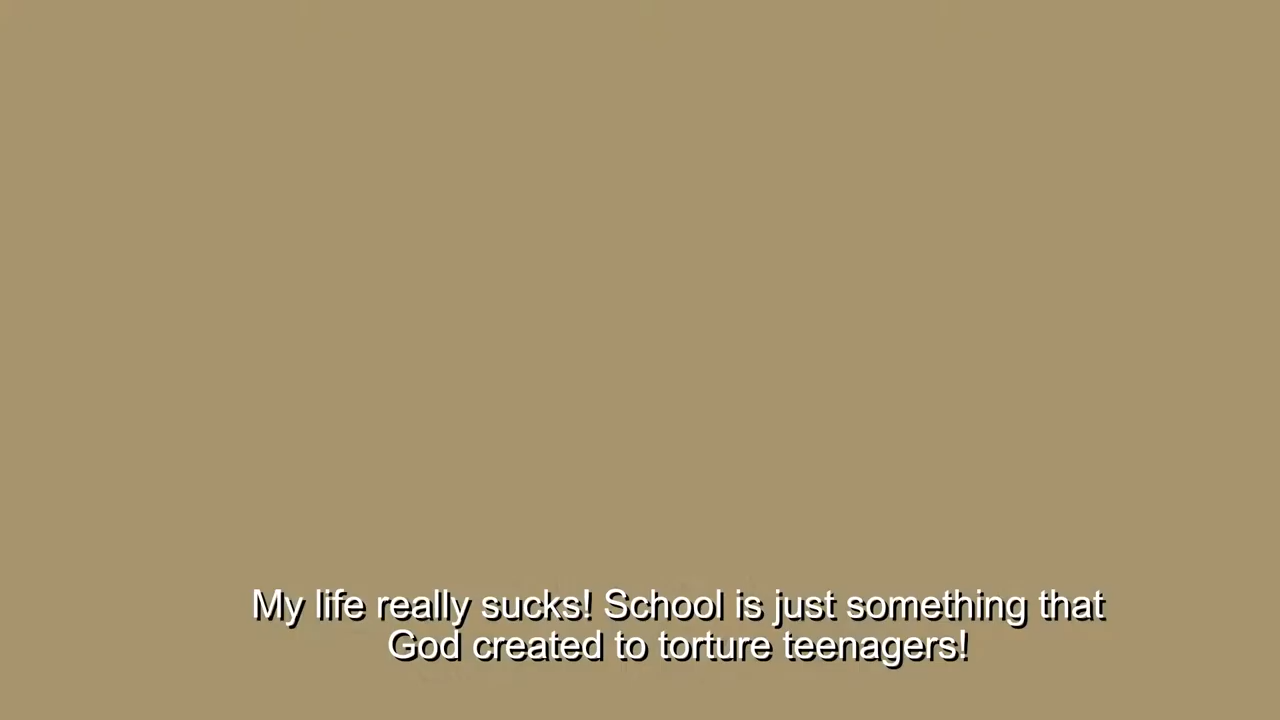 My life really sucks! School is just something that
God created to torture teenagers!